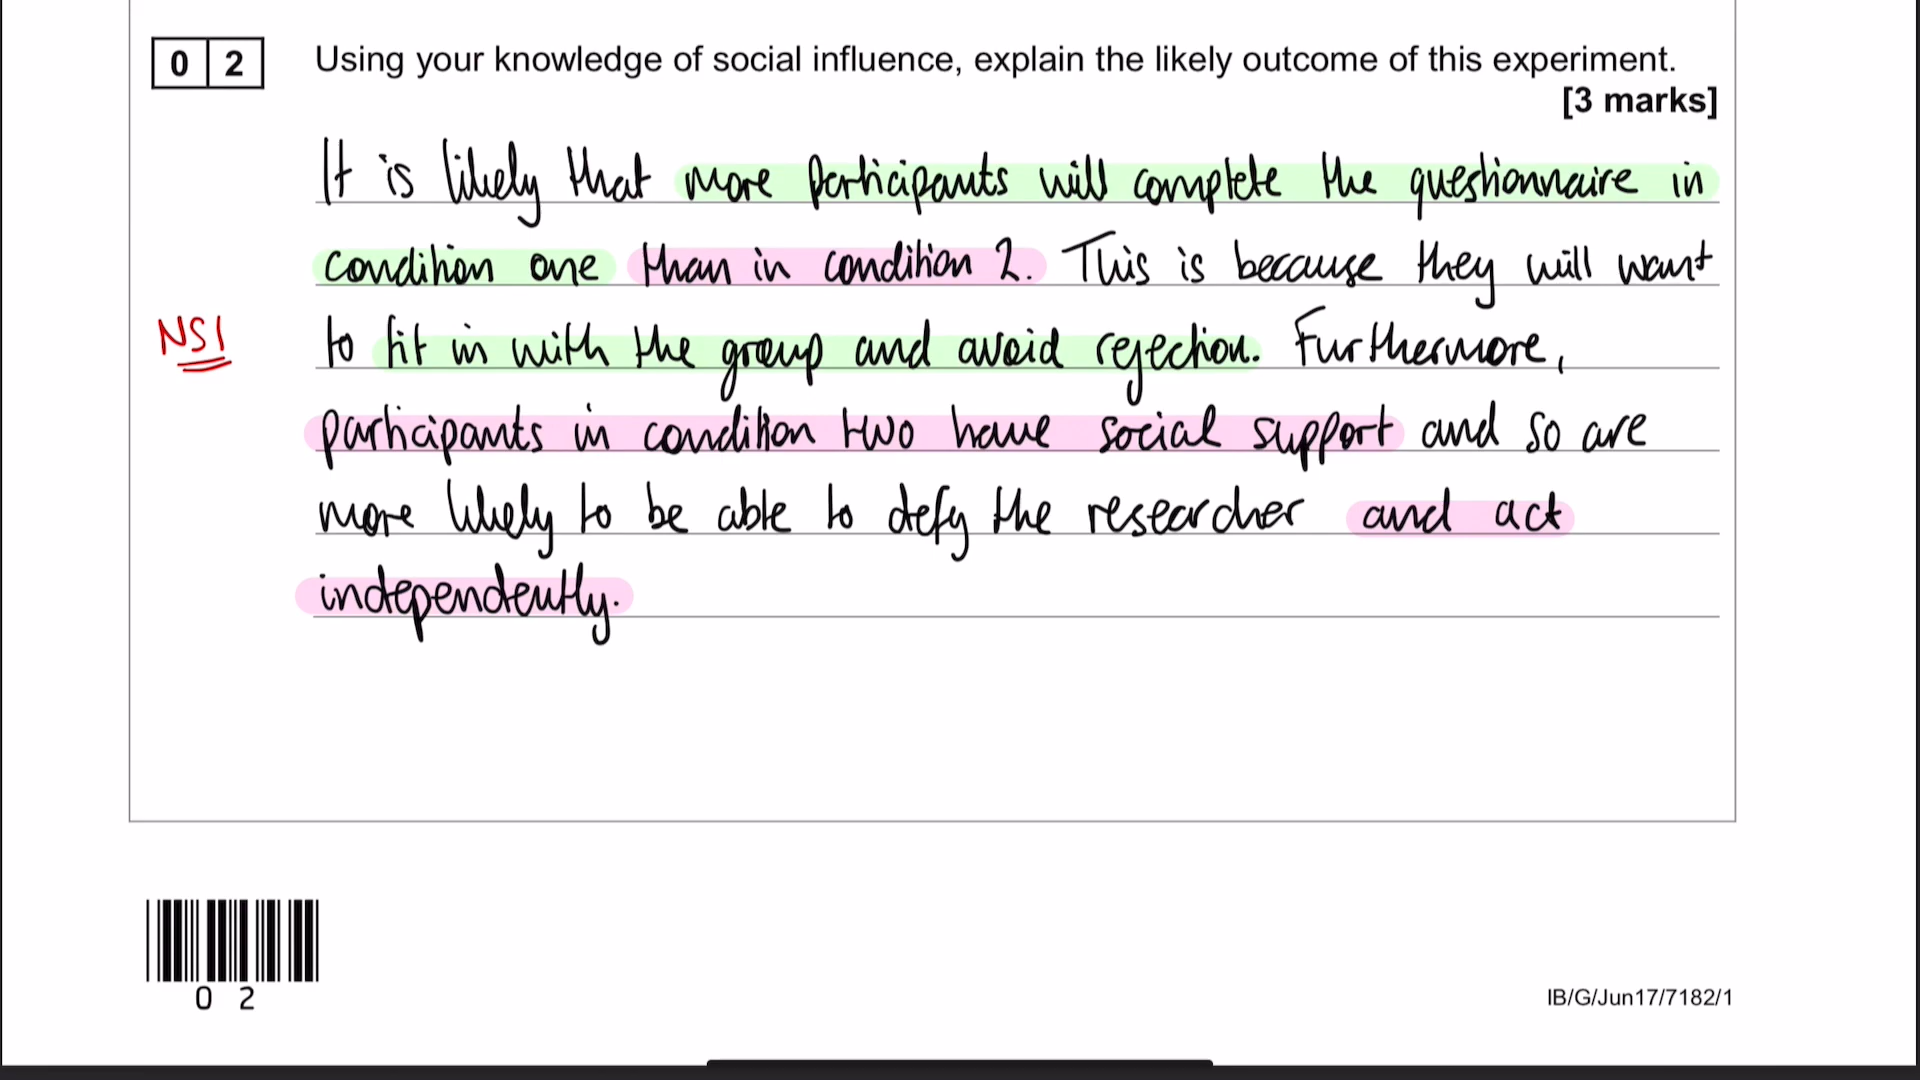 0 2 Using your knowledge of social influence, explain the likely outcome of this experiment.
[3 marks]
It is likely that more participants will complete the questionnaire in
condition one than in condition 2. This is because they will want
NSI to fit in with the group and avoid rejection. Furthermore,
participants in condition two have social support and so are
more likely to be able to defy the researcher and act
independently.
0 2
IB/G/Jun17/7182/1